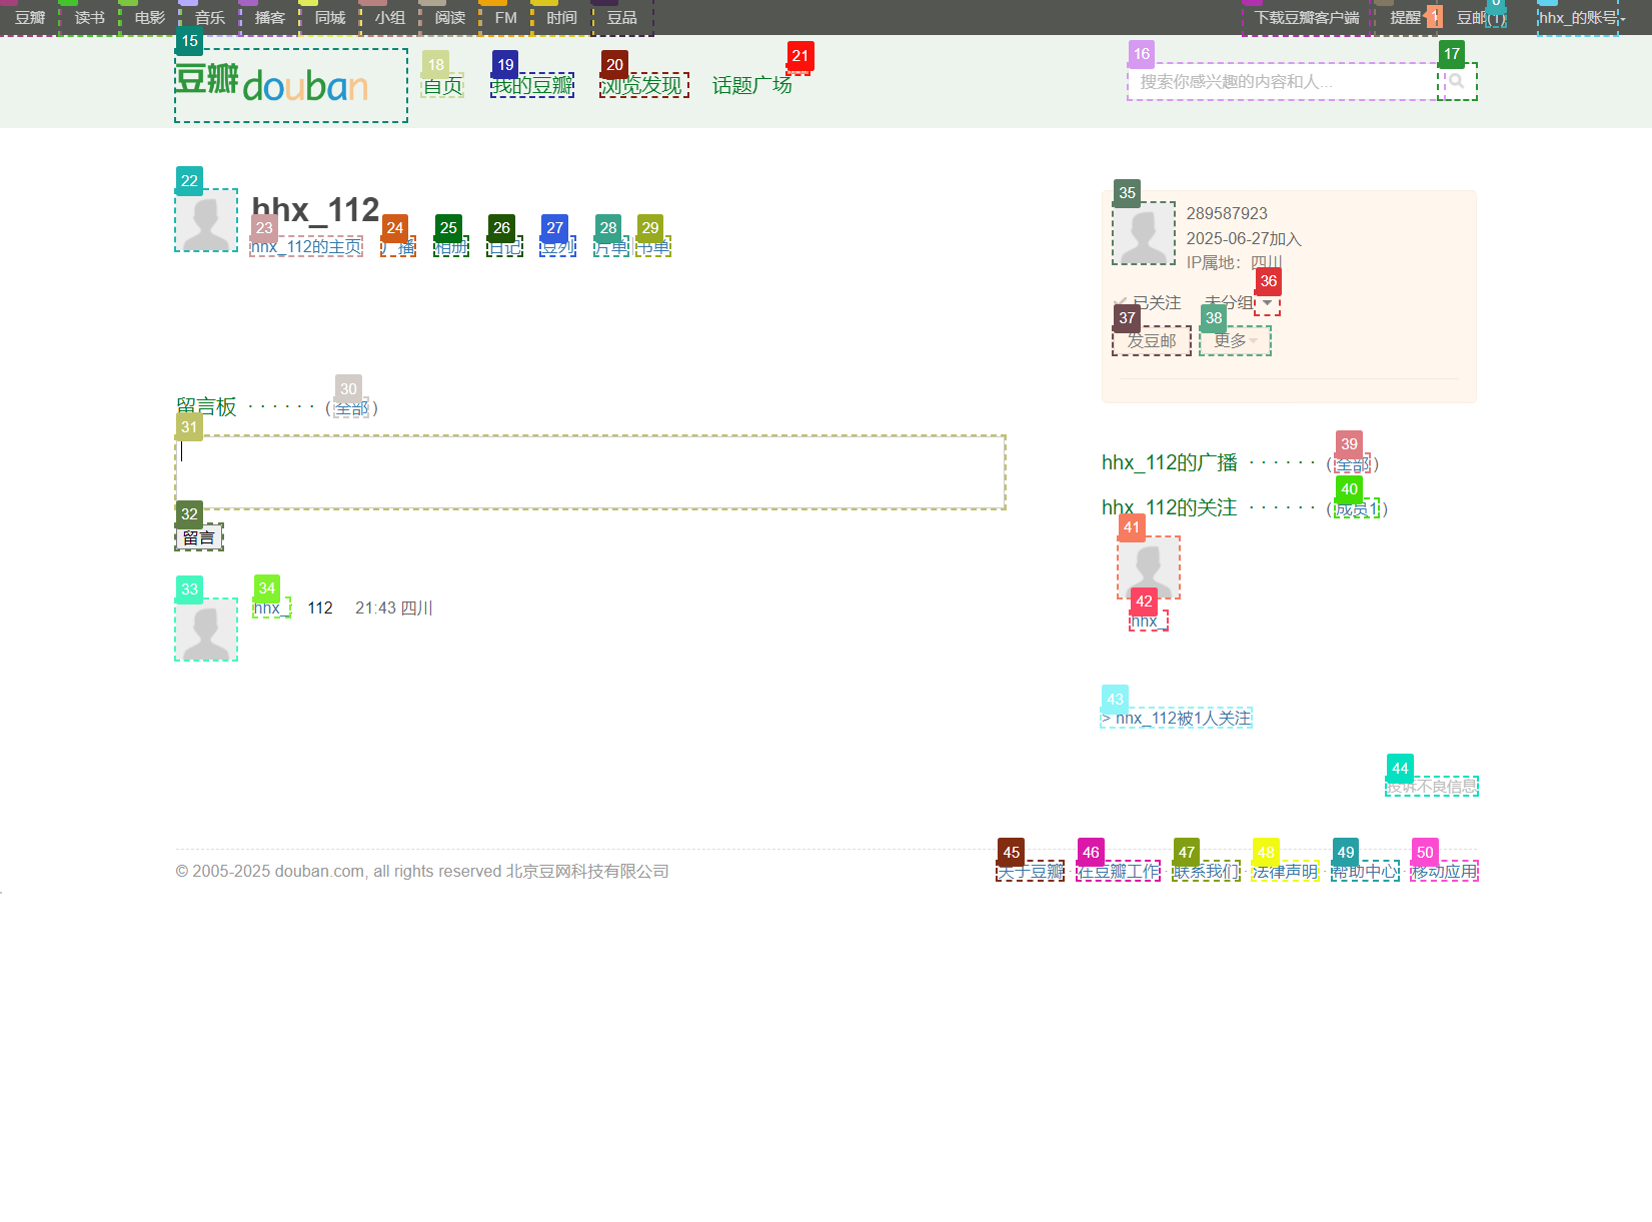 豆瓣 读书 电影 音乐 播客 同城 小组 阅读 FM 时间 豆品 下载豆瓣客户端 提醒 1 豆邮(1) hhx_的账号
15 豆瓣douban
18 首页 19 我的豆瓣 20 浏览发现 话题广场 21
16 搜索你感兴趣的内容和人... 17
22
hhx_112
23 24 25 26 27 28 29
hhx_112的主页 广播 相册 日记 豆列 片单 书单
30
留言板 · · · · · · ( 全部 )
31
32
留言
33 34
hhx_ 112 21:43 四川
35
289587923
2025-06-27加入
IP属地：四川
36
已关注 未分组
37 38
发豆邮 更多
39
hhx_112的广播 · · · · · · ( 全部 )
40
hhx_112的关注 · · · · · · ( 成员1 )
41
42
hhx_
43
> hhx_112被1人关注
44
投诉不良信息
45 46 47 48 49 50
© 2005-2025 douban.com, all rights reserved 北京豆网科技有限公司 关于豆瓣 · 在豆瓣工作 · 联系我们 · 法律声明 · 帮助中心 · 移动应用